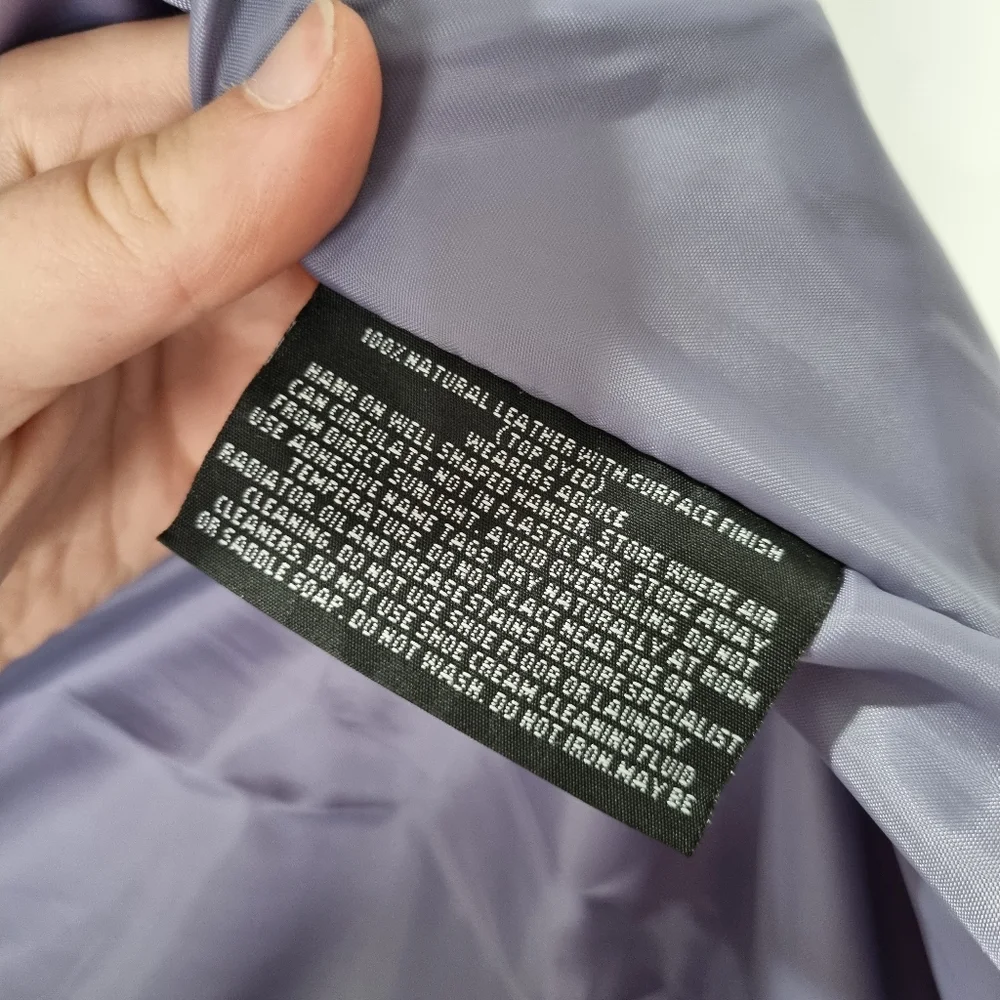 100% NATURAL LEATHER WITH SURFACE FINISH
(TOP DYED)
WEARERS ADVICE
HANG ON WELL SHAPED HANGER. STORE WHERE AIR
CAN CIRCULATE. NOT IN PLASTIC BAG. STORE AWAY
FROM DIRECT SUNLIGHT. AVOID OVERSOILING. DO NOT
USE ADHESIVE NAME TAGS. DRY NATURALLY AT ROOM
TEMPERATURE. DO NOT PLACE NEAR FIRE OR
RADIATOR. OIL AND GREASE STAINS REQUIRE SPECIALIST
CLEANING. DO NOT USE SHOE FLOOR OR LAUNDRY
CLEANERS. DO NOT USE SHOE CREAM. CLEANING FLUID
OR SADDLE SOAP. DO NOT WASH. DO NOT IRON. MAY BE